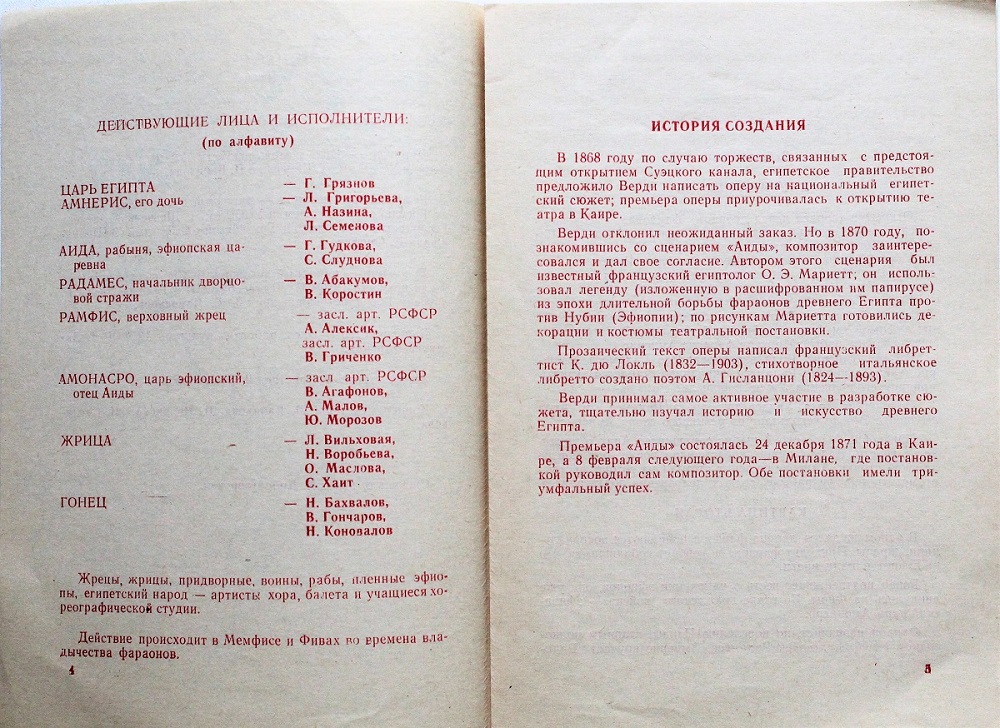 ДЕЙСТВУЮЩИЕ ЛИЦА И ИСПОЛНИТЕЛИ:
(по алфавиту)
ЦАРЬ ЕГИПТА — Г. Грязнов
АМНЕРИС, его дочь — Л. Григорьева,
А. Назина,
Л. Семенова
АИДА, рабыня, эфиопская ца-
ревна — Г. Гудкова,
С. Слуднова
РАДАМЕС, начальник дворцо-
вой стражи — В. Абакумов,
В. Коростин
РАМФИС, верховный жрец — засл. арт. РСФСР
А. Алексик,
засл. арт. РСФСР
В. Гриченко
АМОНАСРО, царь эфиопский,
отец Аиды — засл арт. РСФСР
В. Агафонов,
А. Малов,
Ю. Морозов
ЖРИЦА — Л. Вильховая,
Н. Воробьева,
О. Маслова,
С. Хаит
ГОНЕЦ — Н. Бахвалов,
В. Гончаров,
Н. Коновалов
Жрецы, жрицы, придворные, воины, рабы, пленные эфио-
пы, египетский народ — артисты хора, балета и учащиеся хо-
реографической студии.
Действие происходит в Мемфисе и Фивах во времена вла-
дычества фараонов.
4
ИСТОРИЯ СОЗДАНИЯ
В 1868 году по случаю торжеств, связанных с предстоя-
щим открытием Суэцкого канала, египетское правительство
предложило Верди написать оперу на национальный египет-
ский сюжет; премьера оперы приурочивалась к открытию те-
атра в Каире.
Верди отклонил неожиданный заказ. Но в 1870 году, по-
знакомившись со сценарием «Аиды», композитор заинтере-
совался и дал свое согласие. Автором этого сценария был
известный французский египтолог О. Э. Мариетт; он исполь-
зовал легенду (изложенную в расшифрованном им папирусе)
из эпохи длительной борьбы фараонов древнего Египта про-
тив Нубии (Эфиопии); по рисункам Мариетта готовились де-
корации и костюмы театральной постановки.
Прозаический текст оперы написал французский либрет-
тист К. дю Локль (1832—1903), стихотворное итальянское
либретто создано поэтом А. Гисланцони (1824—1893).
Верди принимал самое активное участие в разработке сю-
жета, тщательно изучал историю и искусство древнего
Египта.
Премьера «Аиды» состоялась 24 декабря 1871 года в Каи-
ре, а 8 февраля следующего года—в Милане, где постанов-
кой руководил сам композитор. Обе постановки имели три-
умфальный успех.
5